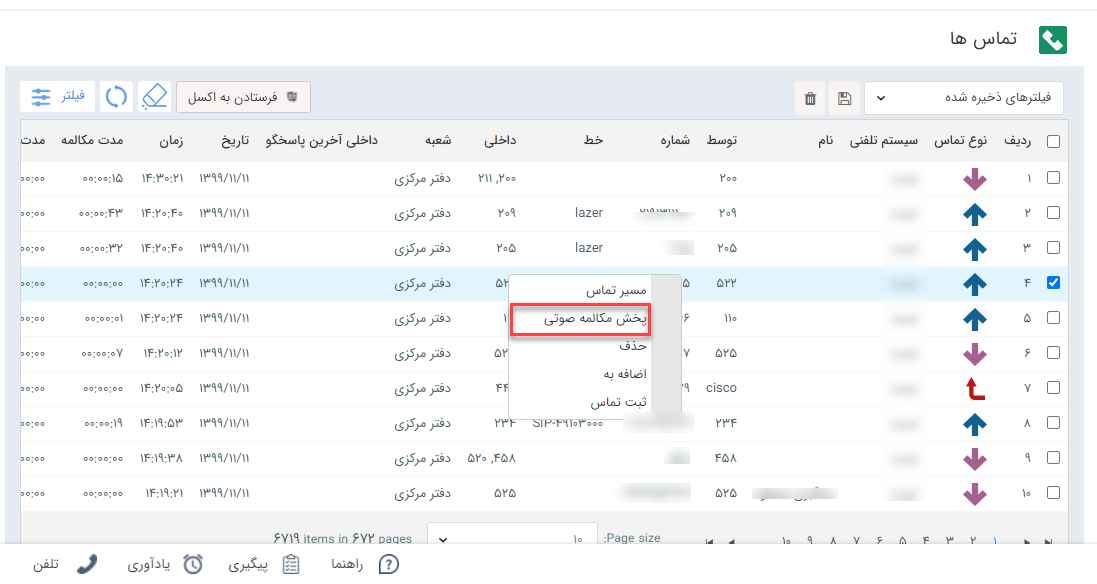 تماس ها
فیلترهای ذخیره شده فرستادن به اکسل فیلتر
ردیف نوع تماس سیستم تلفنی نام توسط شماره خط داخلی شعبه داخلی آخرین پاسخگو تاریخ زمان مدت مکالمه مدت
۱ ۲۰۰ ۲۱۱ ,۲۰۰ دفتر مرکزی ۱۳۹۹/۱۱/۱۱ ۱۴:۳۰:۲۱ ۰۰:۰۰:۱۵ ۰۰:۰۰
۲ ۲۰۹ lazer ۲۰۹ دفتر مرکزی ۱۳۹۹/۱۱/۱۱ ۱۴:۲۰:۴۰ ۰۰:۰۰:۴۳ ۰۰:۰۰
۳ ۲۰۵ lazer ۲۰۵ دفتر مرکزی ۱۳۹۹/۱۱/۱۱ ۱۴:۲۰:۴۰ ۰۰:۰۰:۳۲ ۰۰:۰۰
۴ ۵۲۲ ۵ ۵۲ دفتر مرکزی ۱۳۹۹/۱۱/۱۱ ۱۴:۲۰:۲۴ ۰۰:۰۰:۰۰ ۰۰:۰۰
مسیر تماس
۵ ۱۱۰ ۰۶ ۱ دفتر مرکزی ۱۳۹۹/۱۱/۱۱ ۱۴:۲۰:۲۴ ۰۰:۰۰:۰۱ ۰۰:۰۰
پخش مکالمه صوتی
حذف
۶ ۵۲۵ ۷ ۵۲ دفتر مرکزی ۱۳۹۹/۱۱/۱۱ ۱۴:۲۰:۱۲ ۰۰:۰۰:۰۷ ۰۰:۰۰
اضافه به
۷ cisco ۲۹ ۴۴ دفتر مرکزی ۱۳۹۹/۱۱/۱۱ ۱۴:۲۰:۰۵ ۰۰:۰۰:۰۰ ۰۰:۰۰
ثبت تماس
۸ ۲۳۴ SIP-۴۹۱۰۳۰۰۰ ۲۳۴ دفتر مرکزی ۱۳۹۹/۱۱/۱۱ ۱۴:۱۹:۵۳ ۰۰:۰۰:۱۹ ۰۰:۰۰
۹ ۴۵۸ ۵۲۰ ,۴۵۸ دفتر مرکزی ۱۳۹۹/۱۱/۱۱ ۱۴:۱۹:۳۸ ۰۰:۰۰:۰۰ ۰۰:۰۰
۱۰ ۵۲۵ ۵۲۵ دفتر مرکزی ۱۳۹۹/۱۱/۱۱ ۱۴:۱۹:۲۱ ۰۰:۰۰:۰۰ ۰۰:۰۰
۱ ۲ ۳ ۴ ۵ ۶ ۷ ۸ ۹ ۱۰ Page size: ۱۰ ۶۷۱۹ items in ۶۷۲ pages
راهنما پیگیری یادآوری تلفن